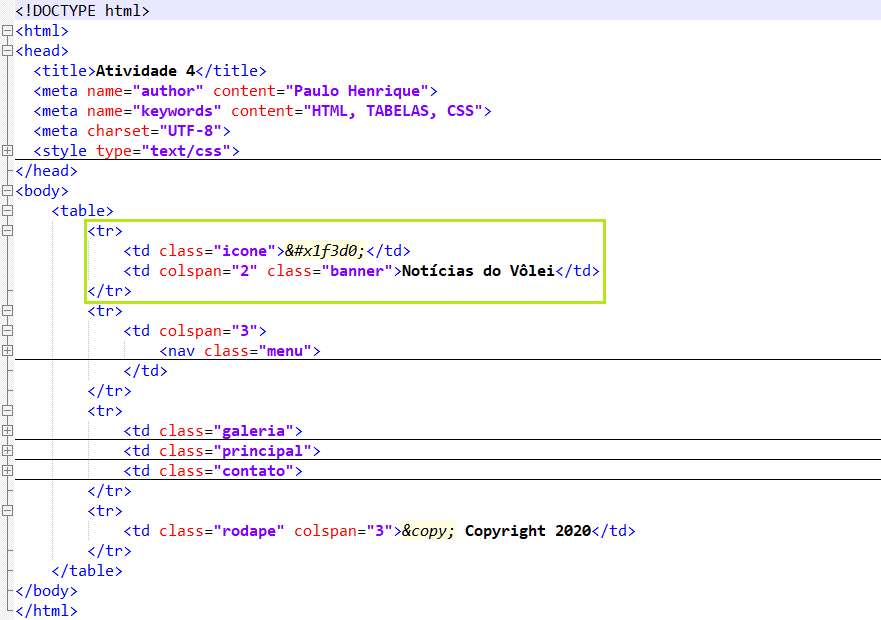 <!DOCTYPE html>
<html>
<head>
<title>Atividade 4</title>
<meta name="author" content="Paulo Henrique">
<meta name="keywords" content="HTML, TABELAS, CSS">
<meta charset="UTF-8">
<style type="text/css">
</head>
<body>
<table>
<tr>
<td class="icone">&#x1f3d0;</td>
<td colspan="2" class="banner">Notícias do Vôlei</td>
</tr>
<tr>
<td colspan="3">
<nav class="menu">
</td>
</tr>
<tr>
<td class="galeria">
<td class="principal">
<td class="contato">
</tr>
<tr>
<td class="rodape" colspan="3">&copy; Copyright 2020</td>
</tr>
</table>
</body>
</html>